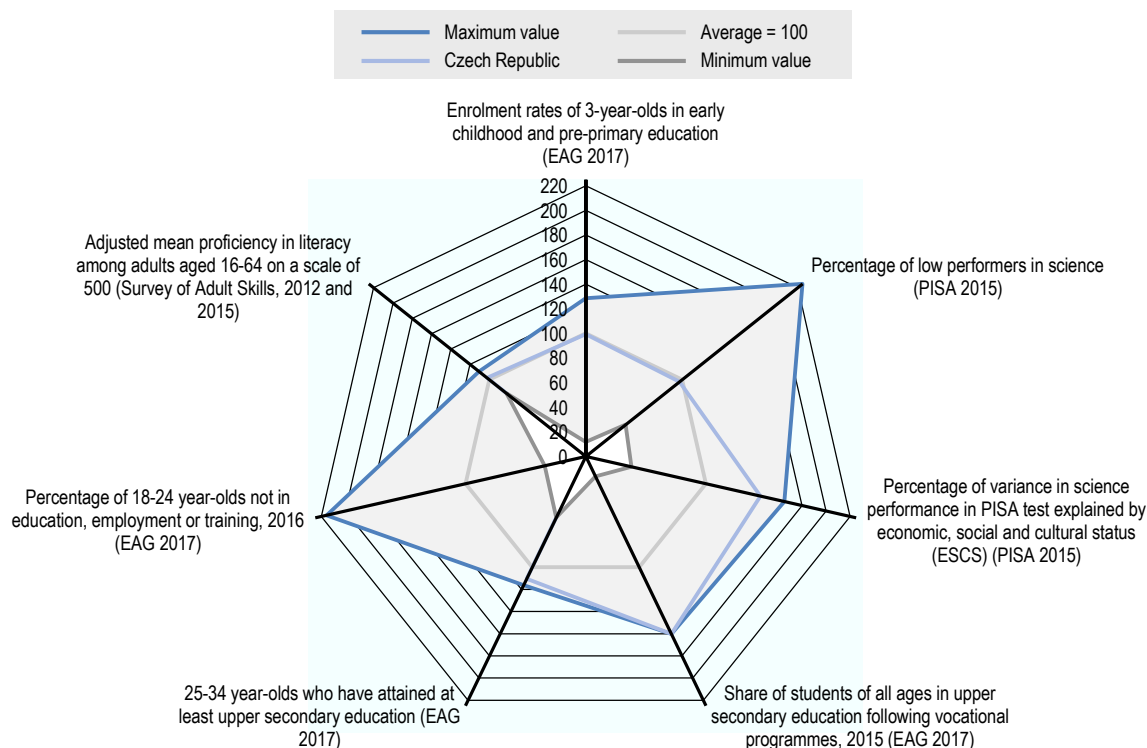 Maximum value
Average = 100
Czech Republic
Minimum value
Enrolment rates of 3-year-olds in early
childhood and pre-primary education
(EAG 2017)
220
200
180
160
140
120
100
80
60
40
20
0
Adjusted mean proficiency in literacy
among adults aged 16-64 on a scale of
500 (Survey of Adult Skills, 2012 and
2015)
Percentage of low performers in science
(PISA 2015)
Percentage of 18-24 year-olds not in
education, employment or training, 2016
(EAG 2017)
Percentage of variance in science
performance in PISA test explained by
economic, social and cultural status
(ESCS) (PISA 2015)
25-34 year-olds who have attained at
least upper secondary education (EAG
2017)
Share of students of all ages in upper
secondary education following vocational
programmes, 2015 (EAG 2017)